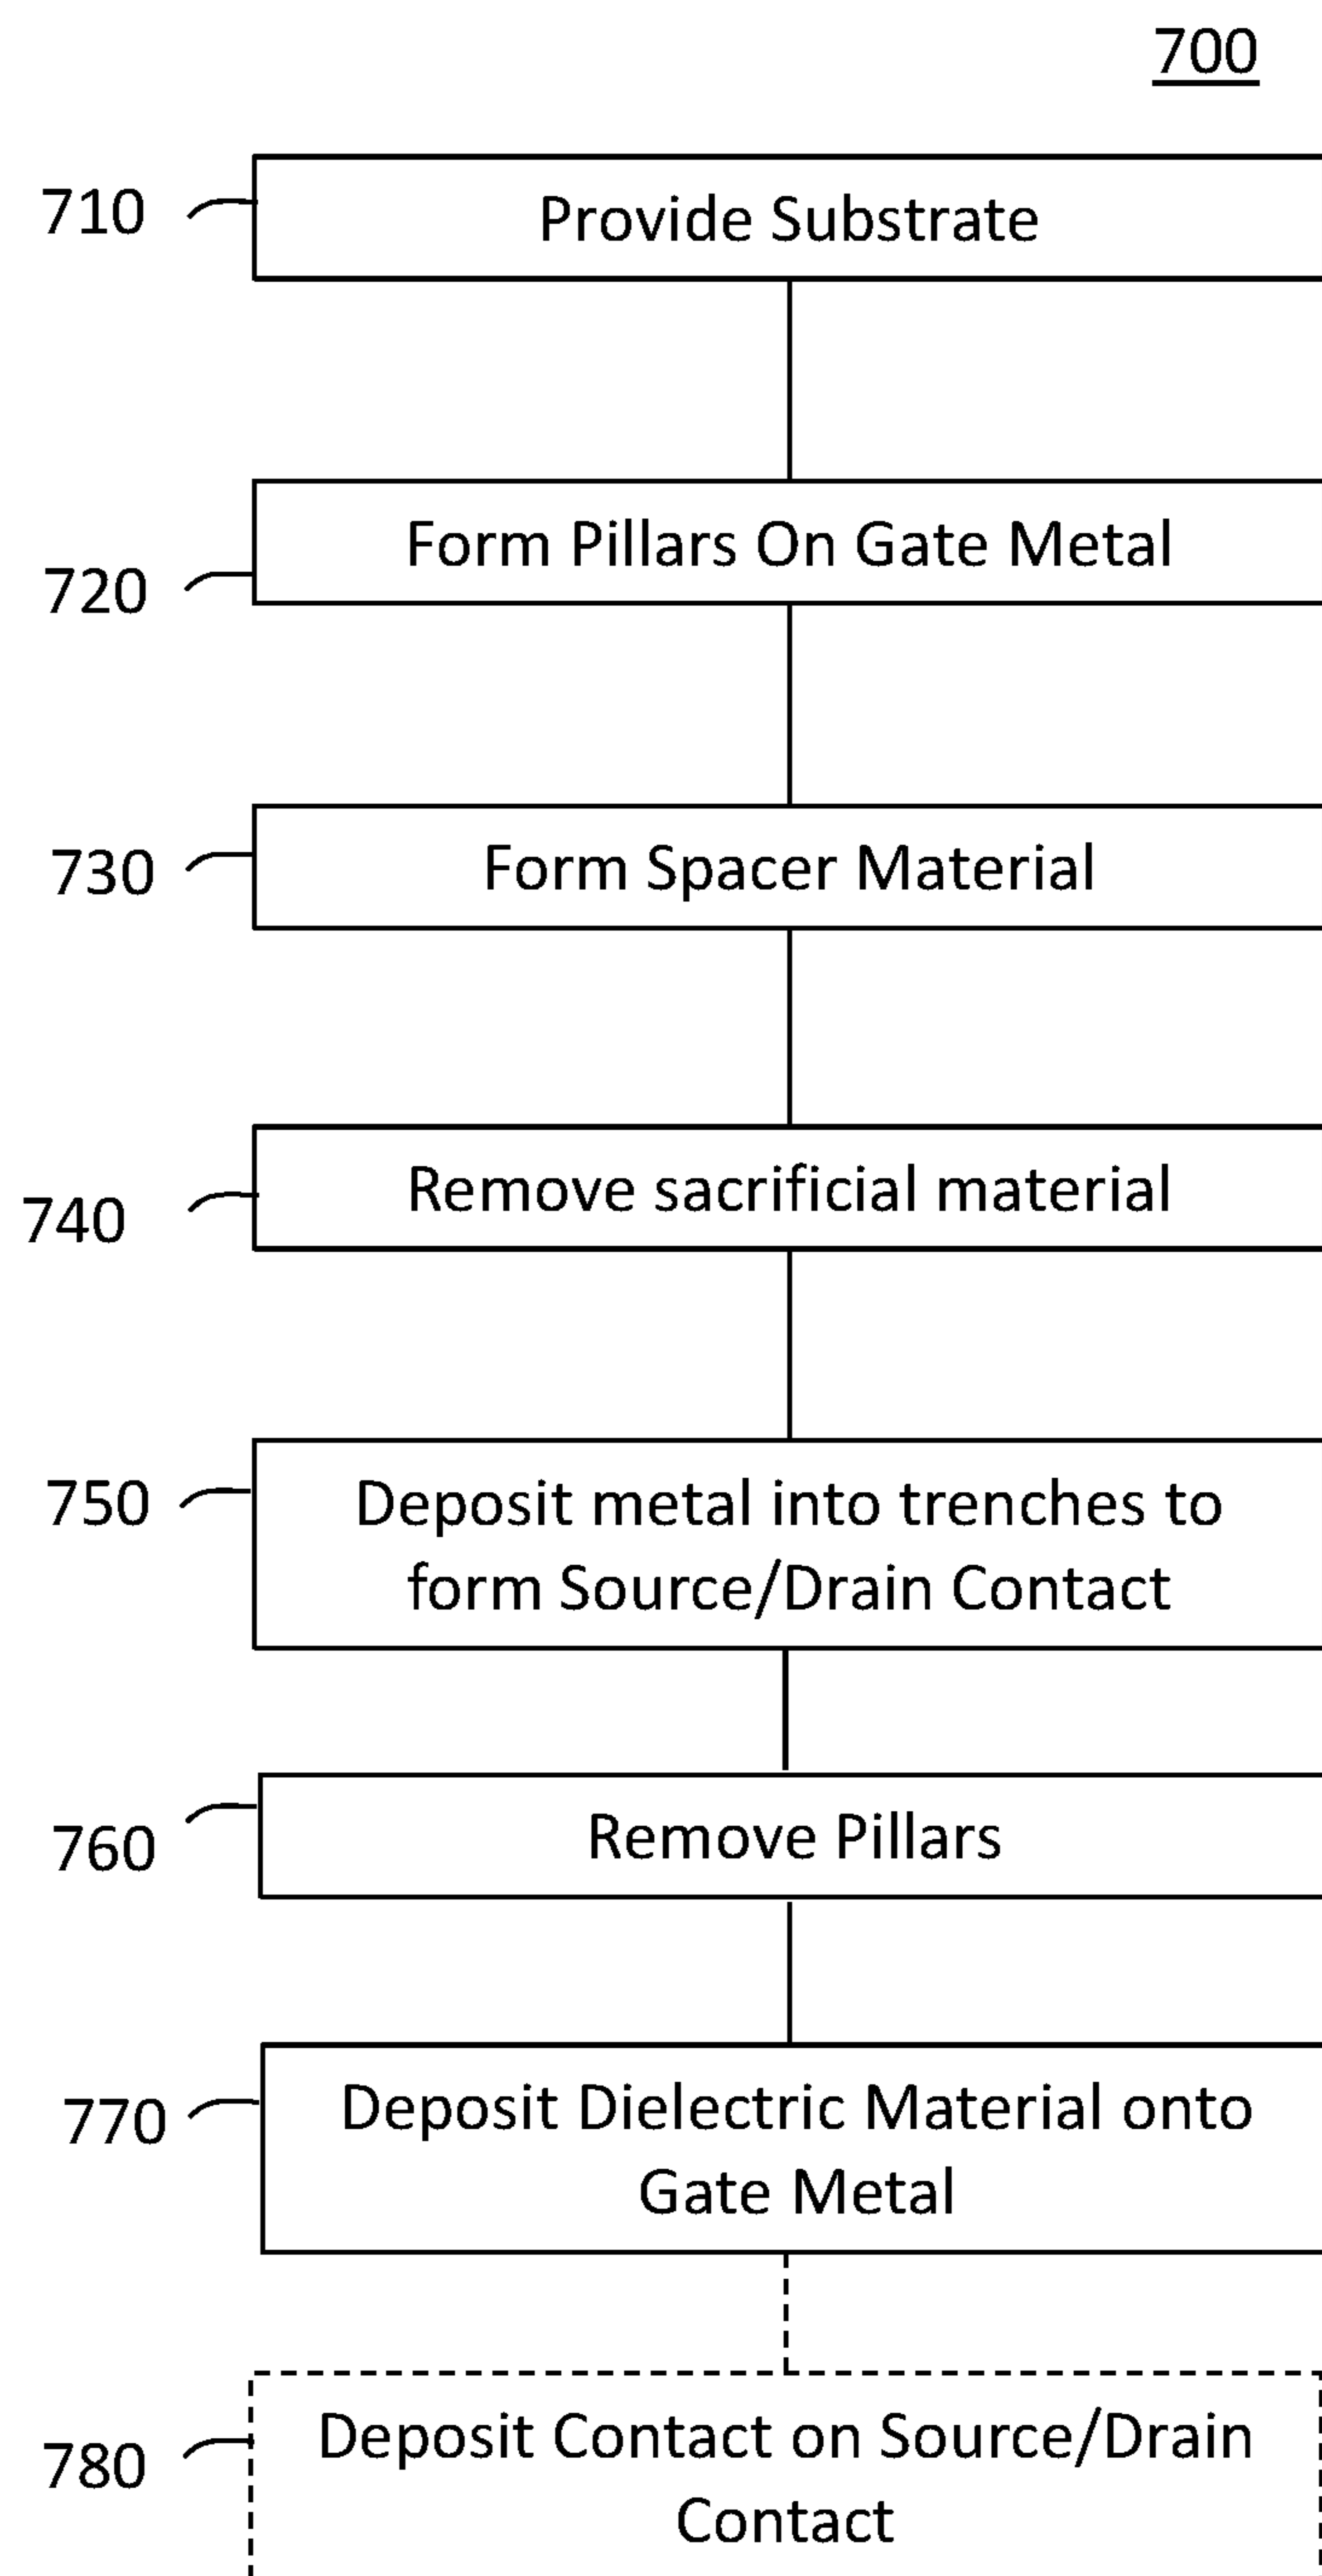 700
710
Provide Substrate
Form Pillars On Gate Metal
720
730
Form Spacer Material
Remove sacrificial material
740
750
Deposit metal into trenches to
form Source/Drain Contact
760
Remove Pillars
770
Deposit Dielectric Material onto
Gate Metal
780
Deposit Contact on Source/Drain
Contact